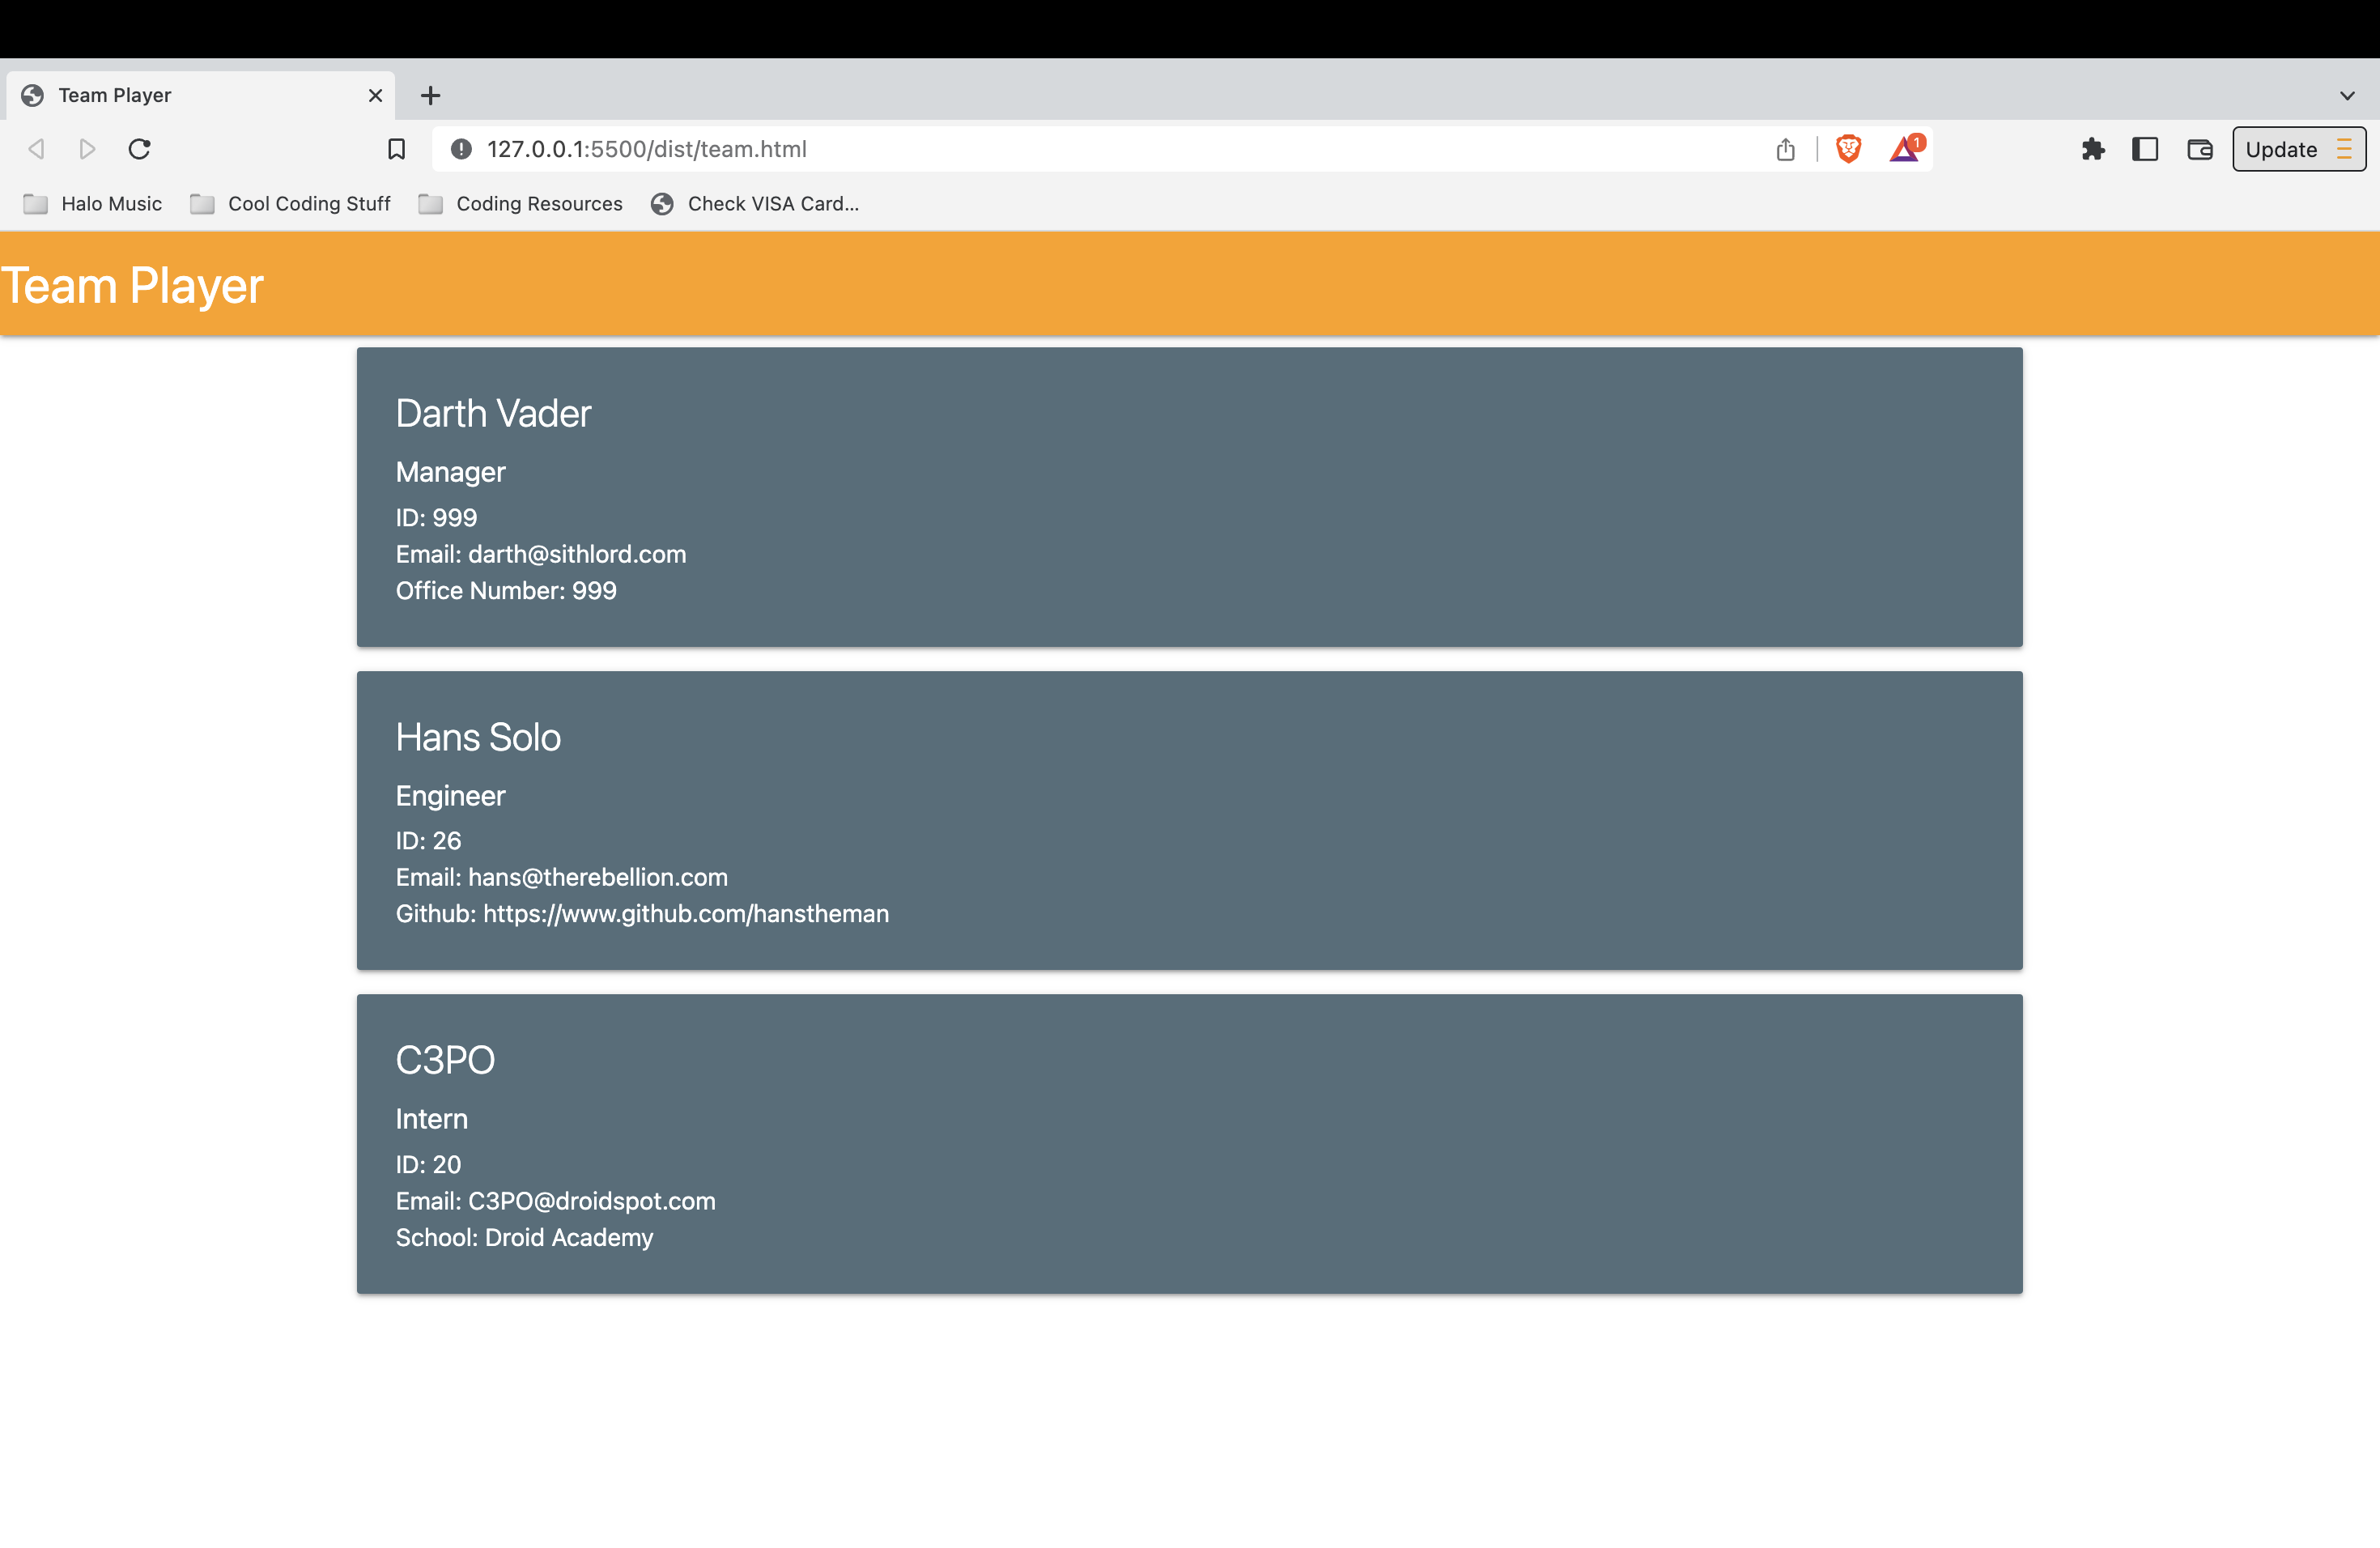 Team Player
127.0.0.1:5500/dist/team.html
1
Update
Halo Music
Cool Coding Stuff
Coding Resources
Check VISA Card...
Team Player
Darth Vader
Manager
ID: 999
Email: darth@sithlord.com
Office Number: 999
Hans Solo
Engineer
ID: 26
Email: hans@therebellion.com
Github: https://www.github.com/hanstheman
C3PO
Intern
ID: 20
Email: C3PO@droidspot.com
School: Droid Academy